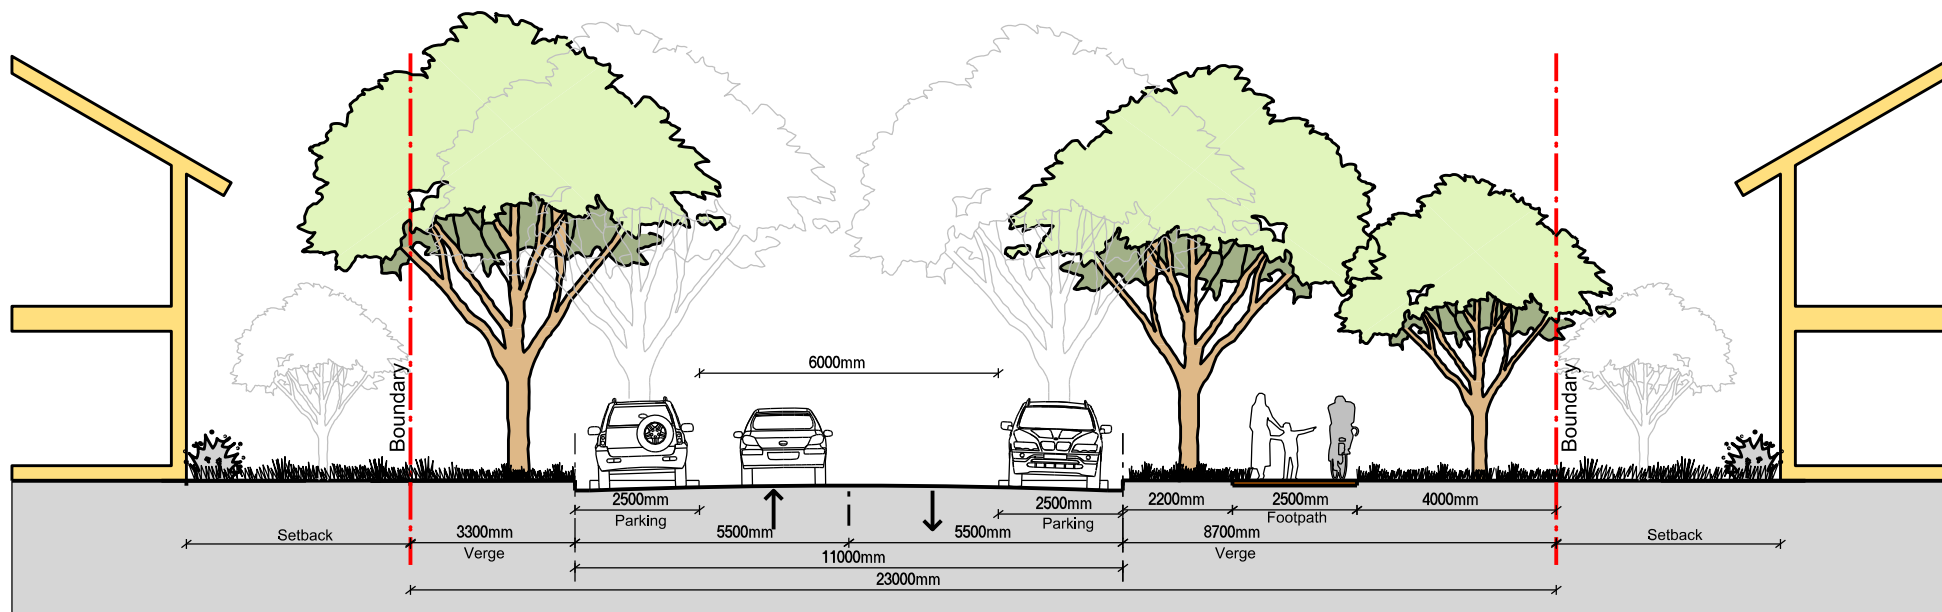 6000mm
Boundary
Boundary
2500mm
Parking
2500mm
Parking
2200mm
2500mm
Footpath
4000mm
Setback
3300mm
Verge
5500mm
5500mm
8700mm
Verge
Setback
11000mm
23000mm